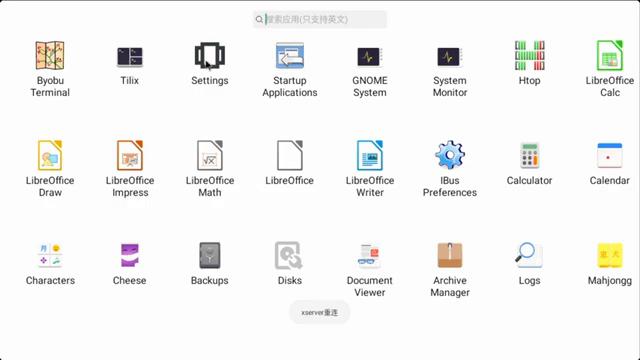 搜索应用(只支持英文)
Byobu
Terminal
Tilix
Settings
Startup
Applications
GNOME
System
System
Monitor
Htop
LibreOffice
Calc
LibreOffice
Draw
LibreOffice
Impress
LibreOffice
Math
LibreOffice
LibreOffice
Writer
IBus
Preferences
Calculator
Calendar
Characters
Cheese
Backups
Disks
Document
Viewer
Archive
Manager
Logs
Mahjongg
xserver重连